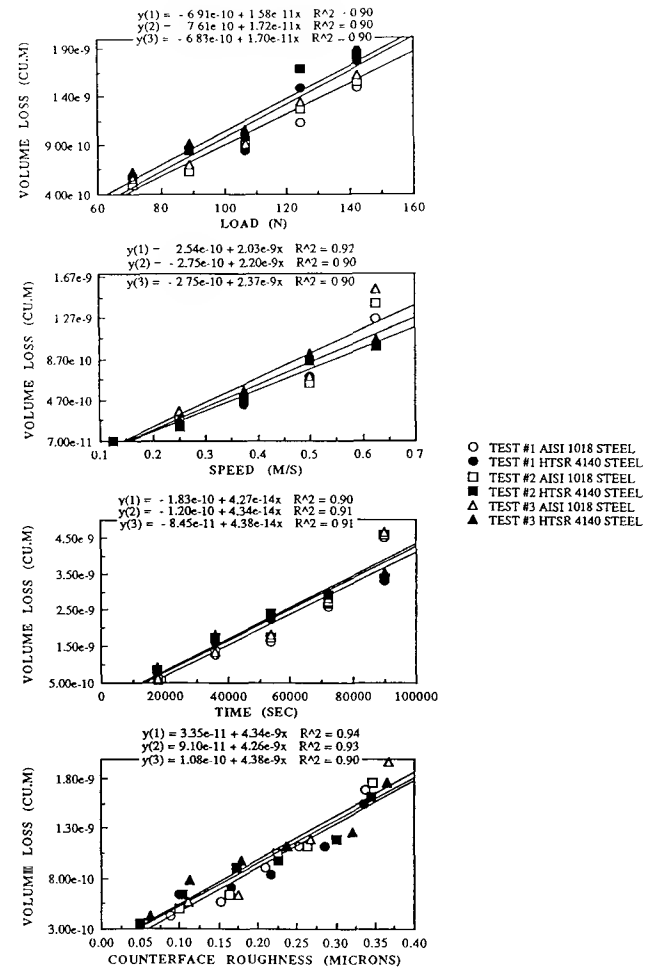 y(1) = - 6 91e-10 + 1 58e 11x R^2 - 0 90
y(2) - 7 61e 10 + 1.72e-11x R^2 = 0.90
y(3) = - 6 83e-10 + 1.70e-11x R^2 - 0 90
VOLUME LOSS (CU.M)
1 90e-9
1 40e 9
9 00e 10
4 00e 10
60 80 100 120 140 160
LOAD (N)
y(1) - 2.54e-10 + 2.03e-9x R^2 = 0.92
y(2) - - 2.75e-10 + 2.20e-9x R^2 = 0 90
y(3) = - 2 75e-10 + 2.37e-9x R^2 = 0 90
VOLUME LOSS (CU.M)
1.67e-9
1 27e-9
8.70e 10
4 70e-10
7.00e-11
0.1 0.2 0.3 0.4 0.5 0.6 0.7
SPEED (M/S)
TEST #1 AISI 1018 STEEL
TEST #1 HTSR 4140 STEEL
TEST #2 AISI 1018 STEEL
TEST #2 HTSR 4140 STEEL
TEST #3 AISI 1018 STEEL
TEST #3 HTSR 4140 STEEL
y(1) = - 1.83e-10 + 4,27e-14x R^2 = 0.90
y(2) = - 1.20e-10 + 4.34e-14x R^2 = 0.91
y(3) = - 8.45e-11 + 4.38e-14x R^2 = 0.91
VOLUME LOSS (CU.M)
4.50e-9
3.50e-9
2.50e-9
1 50e-9
5.00e-10
0 20000 40000 60000 80000 100000
TIME (SEC)
y(1) = 3.35e-11 + 4.34e-9x R^2 = 0.94
y(2) = 9.10e-11 + 4.26e-9x R^2 = 0.93
y(3) = 1.08e-10 + 4.38e-9x R^2 = 0.90
VOLUME LOSS (CU.M)
1.80e-9
1 30e-9
8.00e-10
3.00e-10
0.00 0.05 0.10 0.15 0.20 0.25 0.30 0.35 0.40
COUNTERFACE ROUGHNESS (MICRONS)